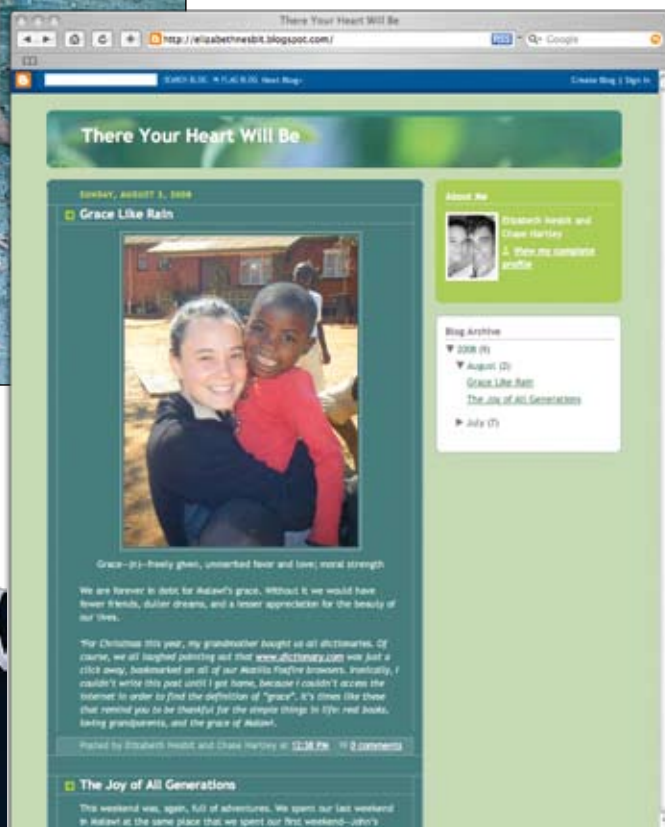 There Your Heart Will Be
http://elizabethnesbit.blogspot.com/
RSS
Google
SEARCH BLOG FLAG BLOG Next Blog»
Create Blog | Sign In
There Your Heart Will Be
SUNDAY, AUGUST 3, 2008
Grace Like Rain
Grace--(n)--freely given, unmerited favor and love; moral strength
We are forever in debt for Malawi's grace. Without it we would have
fewer friends, duller dreams, and a lesser appreciation for the beauty of
our lives.
*For Christmas this year, my grandmother bought us all dictionaries. Of
course, we all laughed pointing out that www.dictionary.com was just a
click away, bookmarked on all of our Mozilla Foxfire browsers. Ironically, I
couldn't write this post until I got home, because I couldn't access the
internet in order to find the definition of "grace". It's times like these
that remind you to be thankful for the simple things in life: real books,
loving grandparents, and the grace of Malawi.
Posted by Elizabeth Nesbit and Chase Hartley at 12:38 PM 0 comments
The Joy of All Generations
This weekend was, again, full of adventures. We spent our last weekend
in Malawi at the same place that we spent our first weekend--John's
About Me
Elizabeth Nesbit and
Chase Hartley
View my complete
profile
Blog Archive
▼ 2008 (9)
▼ August (2)
Grace Like Rain
The Joy of All Generations
► July (7)